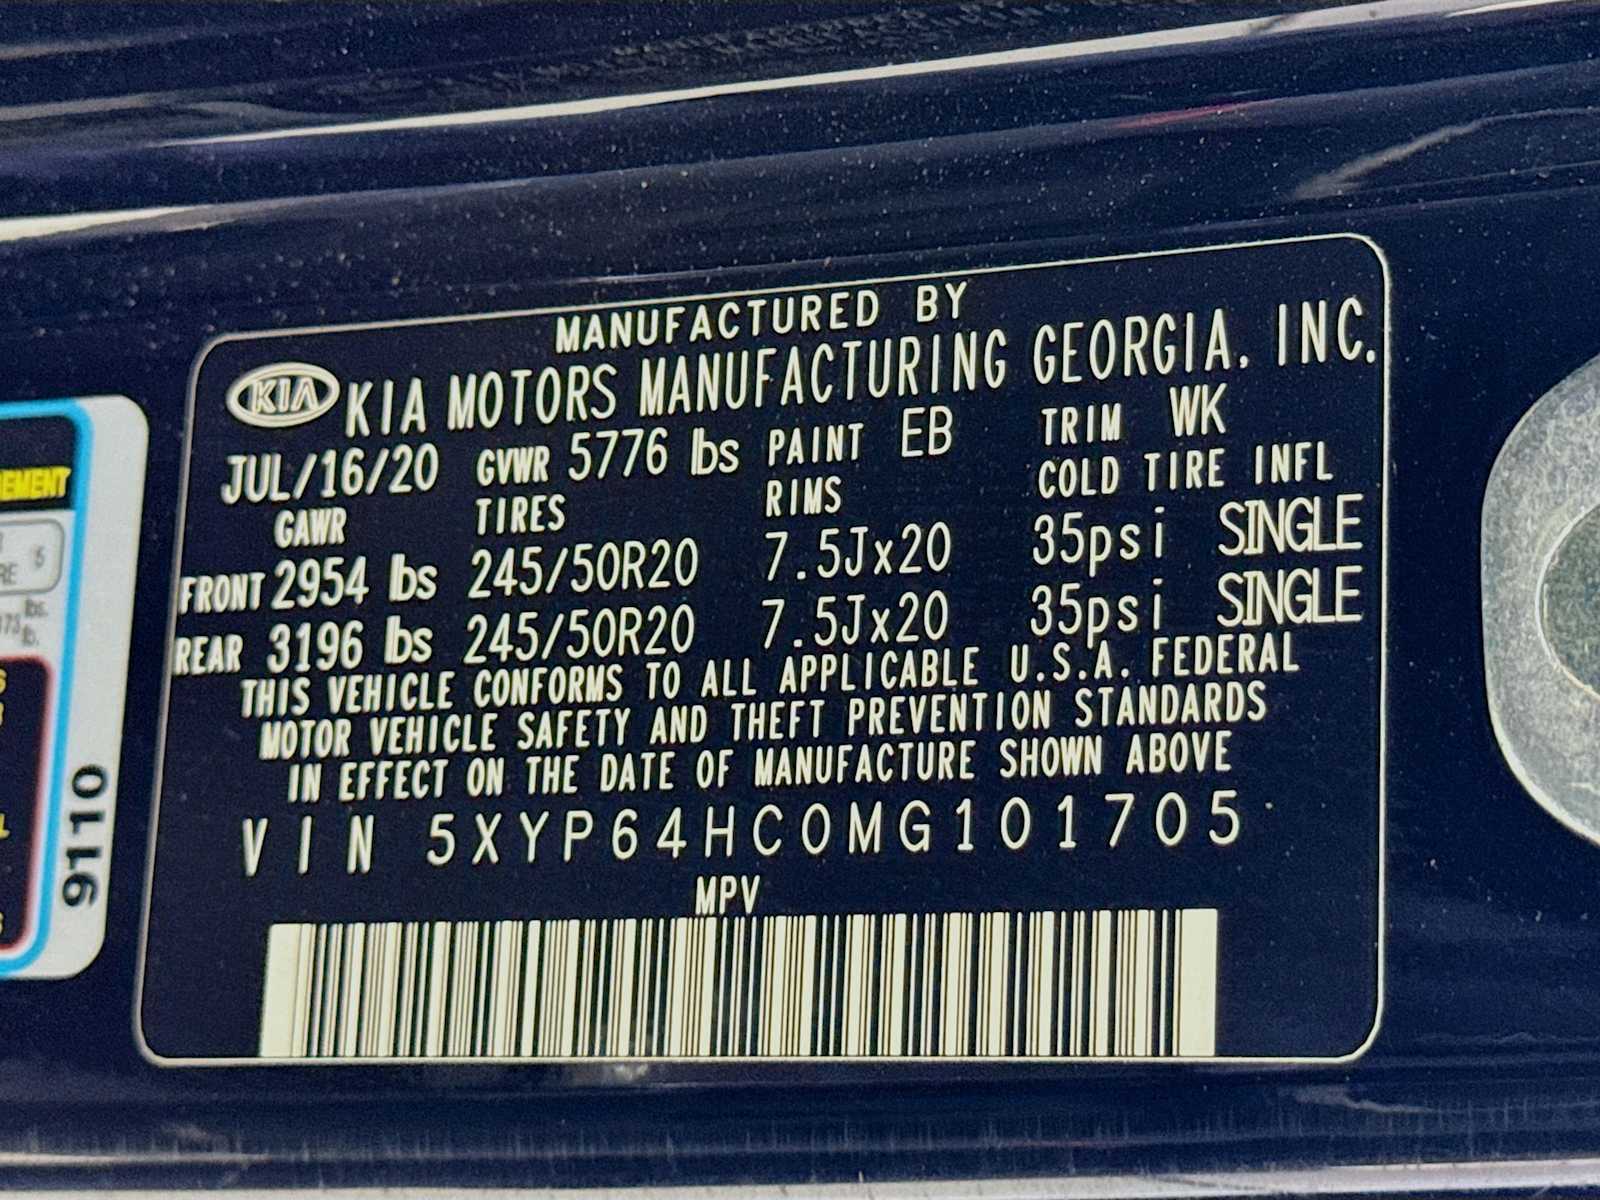 MANUFACTURED BY
KIA KIA MOTORS MANUFACTURING GEORGIA, INC.
JUL/16/20 GVWR 5776 lbs PAINT EB TRIM WK
GAWR TIRES RIMS COLD TIRE INFL
FRONT 2954 lbs 245/50R20 7.5Jx20 35psi SINGLE
REAR 3196 lbs 245/50R20 7.5Jx20 35psi SINGLE
THIS VEHICLE CONFORMS TO ALL APPLICABLE U.S.A. FEDERAL
MOTOR VEHICLE SAFETY AND THEFT PREVENTION STANDARDS
IN EFFECT ON THE DATE OF MANUFACTURE SHOWN ABOVE
VIN 5XYP64HC0MG101705
MPV
9110